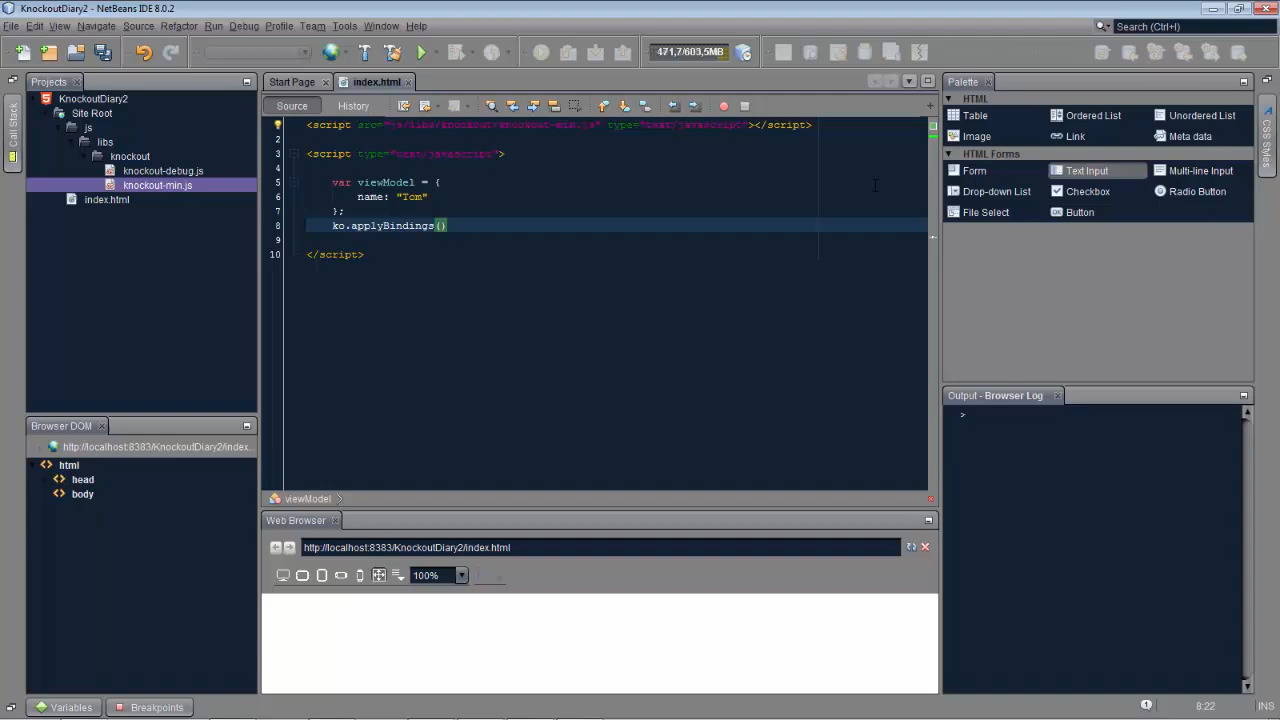 KnockoutDiary2 - NetBeans IDE 8.0.2
File Edit View Navigate Source Refactor Run Debug Profile Team Tools Window Help
Search (Ctrl+I)
471,7/603,5MB
Projects
Start Page
index.html
Palette
Call Stack
CSS Styles
KnockoutDiary2
Site Root
js
libs
knockout
knockout-debug.js
knockout-min.js
index.html
Source
History
<script src="js/libs/knockout/knockout-min.js" type="text/javascript"></script>
2
3 <script type="text/javascript">
4
5 var viewModel = {
6 name: "Tom"
7 };
8 ko.applyBindings()
9
10 </script>
viewModel
HTML
Table Ordered List Unordered List
Image Link Meta data
HTML Forms
Form Text Input Multi-line Input
Drop-down List Checkbox Radio Button
File Select Button
Output - Browser Log
>
Browser DOM
http://localhost:8383/KnockoutDiary2/index...
html
head
body
Web Browser
http://localhost:8383/KnockoutDiary2/index.html
100%
Variables
Breakpoints
1
8:22
INS